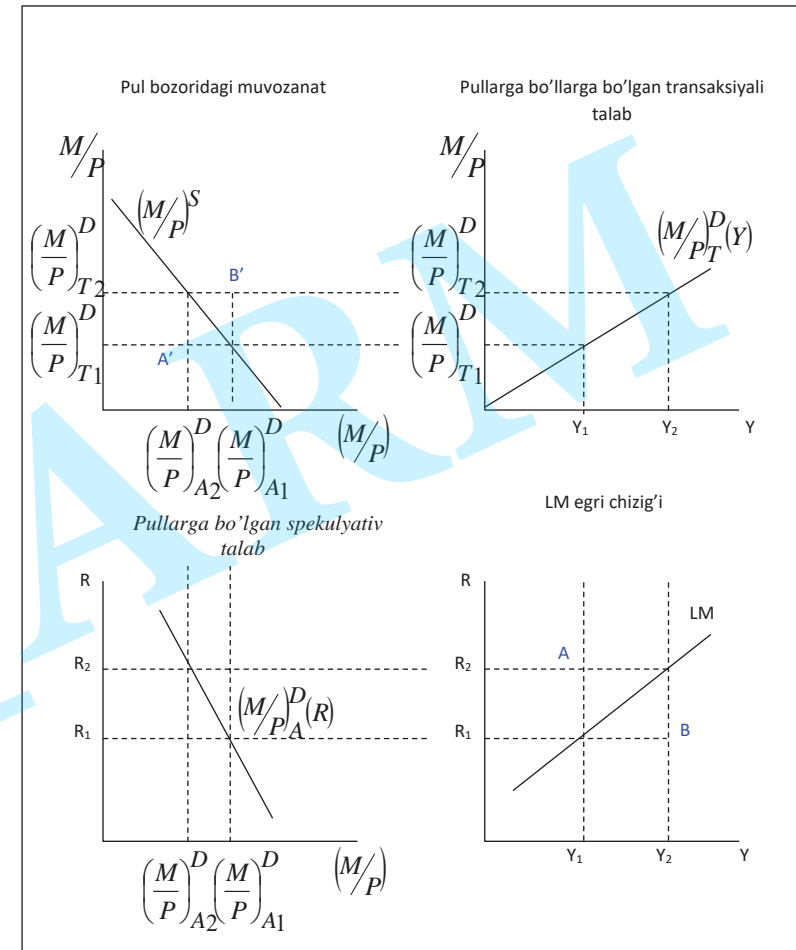 Pul bozoridagi muvozanat
M/P
(M/P)^S
(M/P)^D_T2
B’
(M/P)^D_T1
A’
(M/P)^D_A2 (M/P)^D_A1 (M/P)
Pullarga bo’llarga bo’lgan transaksiyali
talab
M/P
(M/P)^D_T(Y)
(M/P)^D_T2
(M/P)^D_T1
Y₁ Y₂ Y
Pullarga bo’lgan spekulyativ
talab
R
R₂
(M/P)^D_A(R)
R₁
(M/P)^D_A2 (M/P)^D_A1 (M/P)
LM egri chizig’i
R
LM
R₂ A
R₁ B
Y₁ Y₂ Y
ARM